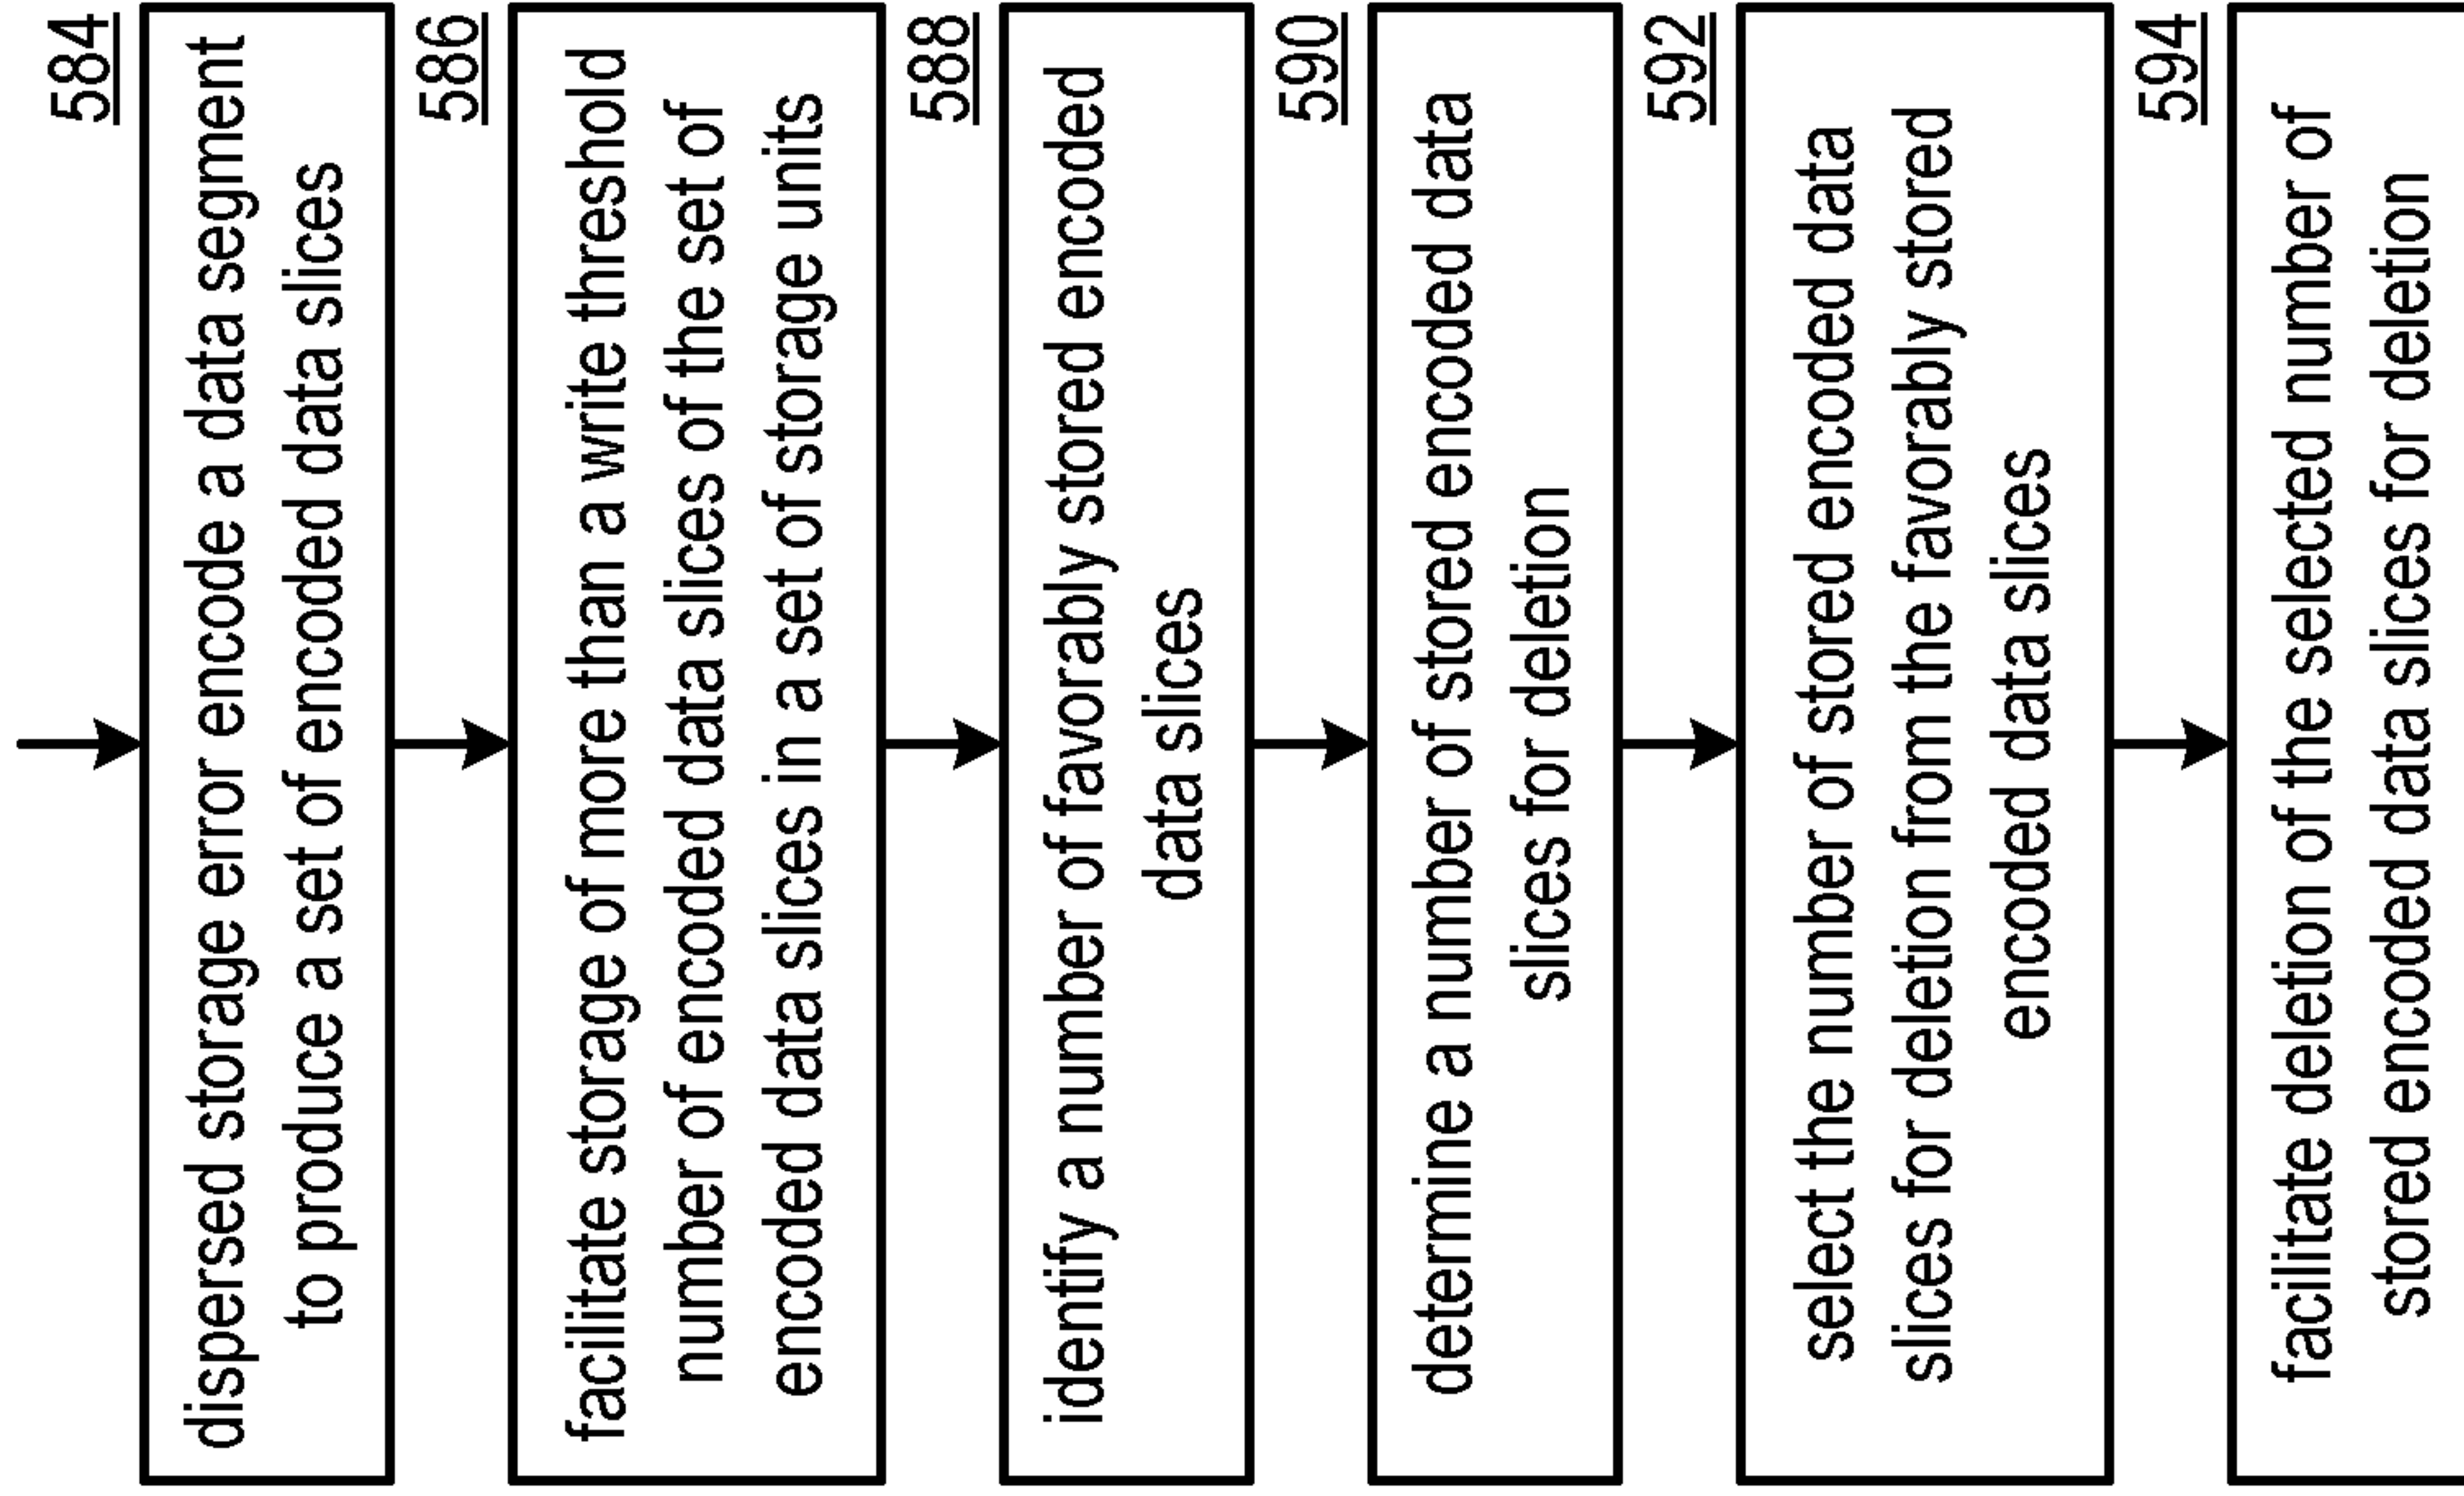 584
dispersed storage error encode a data segment
to produce a set of encoded data slices
586
facilitate storage of more than a write threshold
number of encoded data slices of the set of
encoded data slices in a set of storage units
588
identify a number of favorably stored encoded
data slices
590
determine a number of stored encoded data
slices for deletion
592
select the number of stored encoded data
slices for deletion from the favorably stored
encoded data slices
594
facilitate deletion of the selected number of
stored encoded data slices for deletion